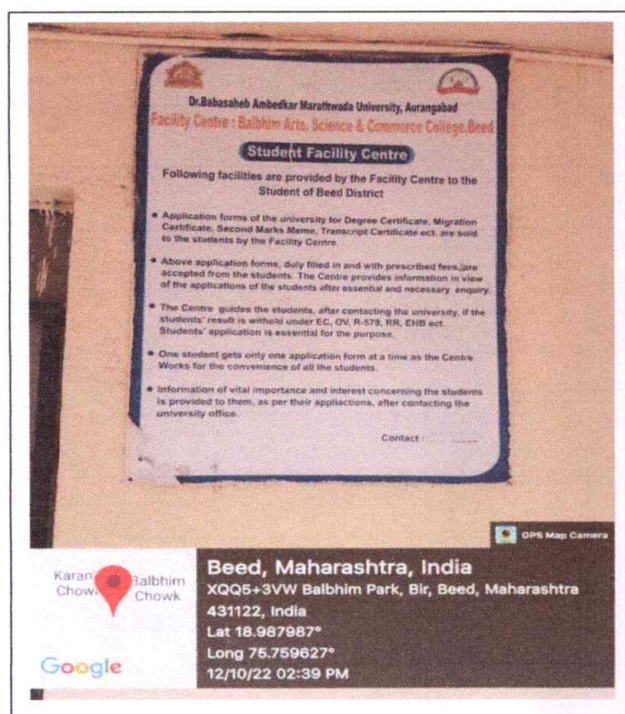 Dr.Babasaheb Ambedkar Marathwada University, Aurangabad
Facility Centre : Balbhim Arts, Science & Commerce College,Beed
Student Facility Centre
Following facilities are provided by the Facility Centre to the
Student of Beed District
• Application forms of the university for Degree Certificate, Migration
Certificate, Second Marks Memo, Transcript Certificate ect. are sold
to the students by the Facility Centre.
• Above application forms, duly filled in and with prescribed fees,are
accepted from the students. The Centre provides information in view
of the applications of the students after essential and necessary enquiry.
• The Centre guides the students, after contacting the university, if the
students' result is witheld under EC, OV, R-579, RR, EHB ect.
Students' application is essential for the purpose.
• One student gets only one application form at a time as the Centre
Works for the convenience of all the students.
• Information of vital importance and interest concerning the students
is provided to them, as per their appliactions, after contacting the
university office.
Contact :
GPS Map Camera
Karan
Chow
Balbhim
Chowk
Google
Beed, Maharashtra, India
XQQ5+3VW Balbhim Park, Bir, Beed, Maharashtra
431122, India
Lat 18.987987°
Long 75.759627°
12/10/22 02:39 PM